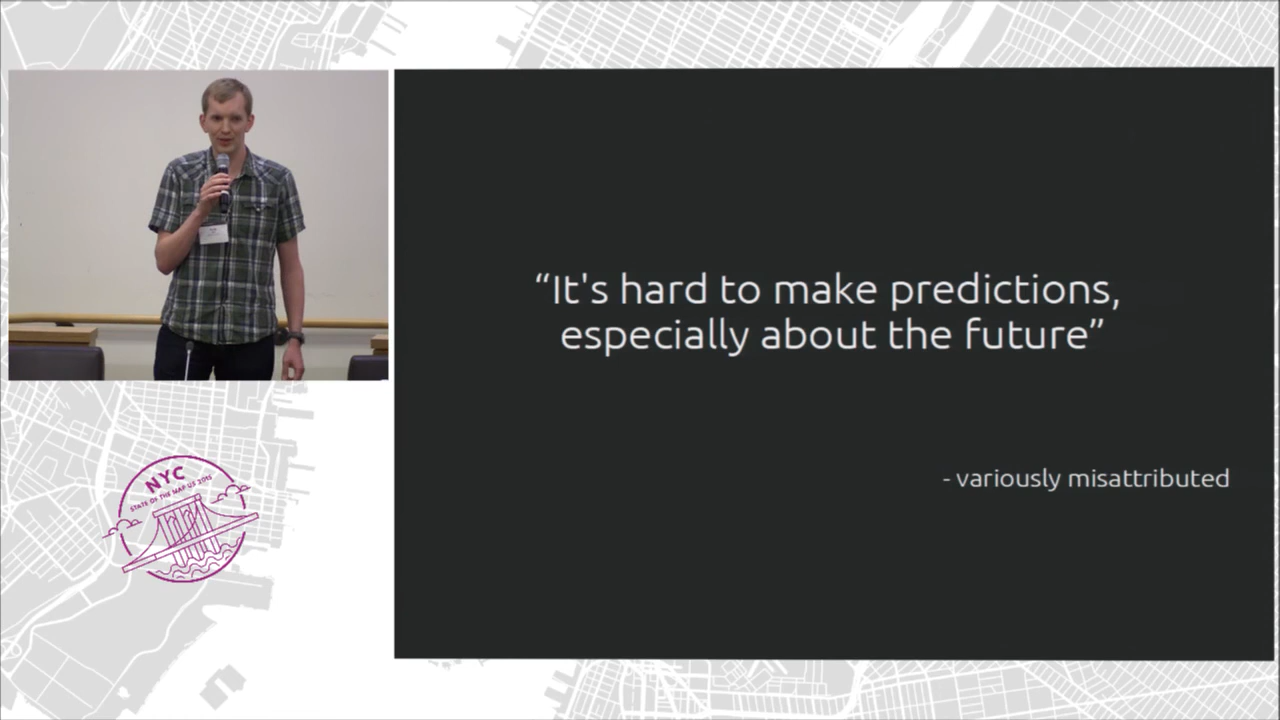 “It's hard to make predictions,
especially about the future”
- variously misattributed
NYC
STATE OF THE MAP US 2015